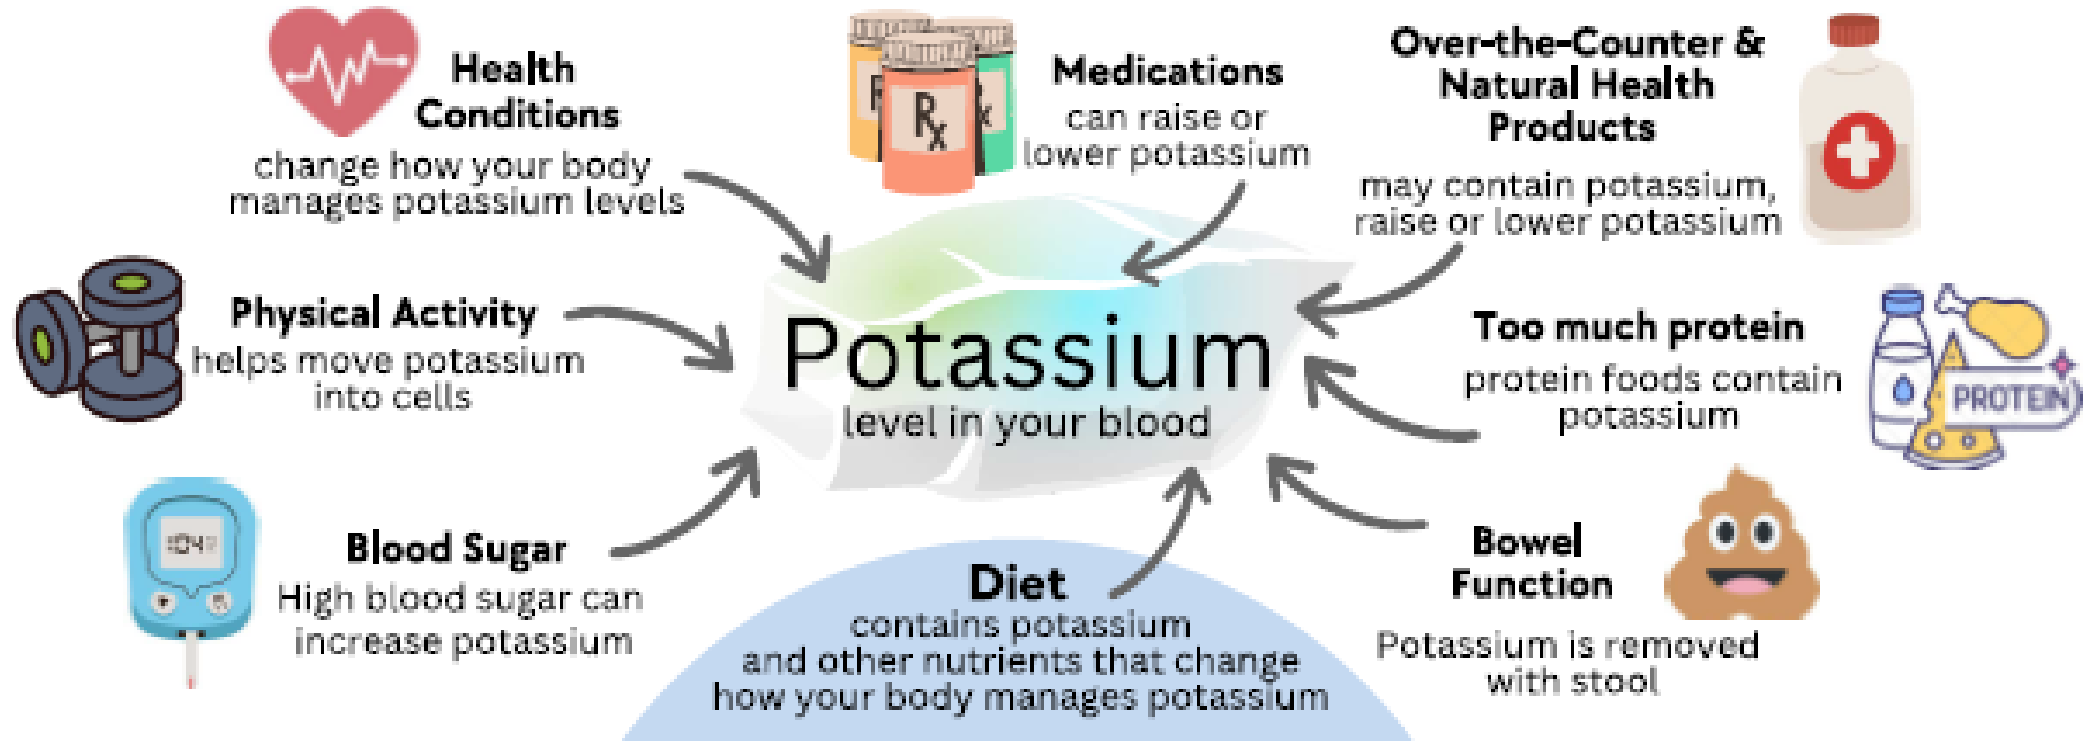 Health
Conditions
change how your body
manages potassium levels
Rx
Medications
can raise or
lower potassium
Over-the-Counter &
Natural Health
Products
may contain potassium,
raise or lower potassium
Physical Activity
helps move potassium
into cells
Potassium
level in your blood
Too much protein
protein foods contain
potassium
PROTEIN
Blood Sugar
High blood sugar can
increase potassium
Diet
contains potassium
and other nutrients that change
how your body manages potassium
Bowel
Function
Potassium is removed
with stool